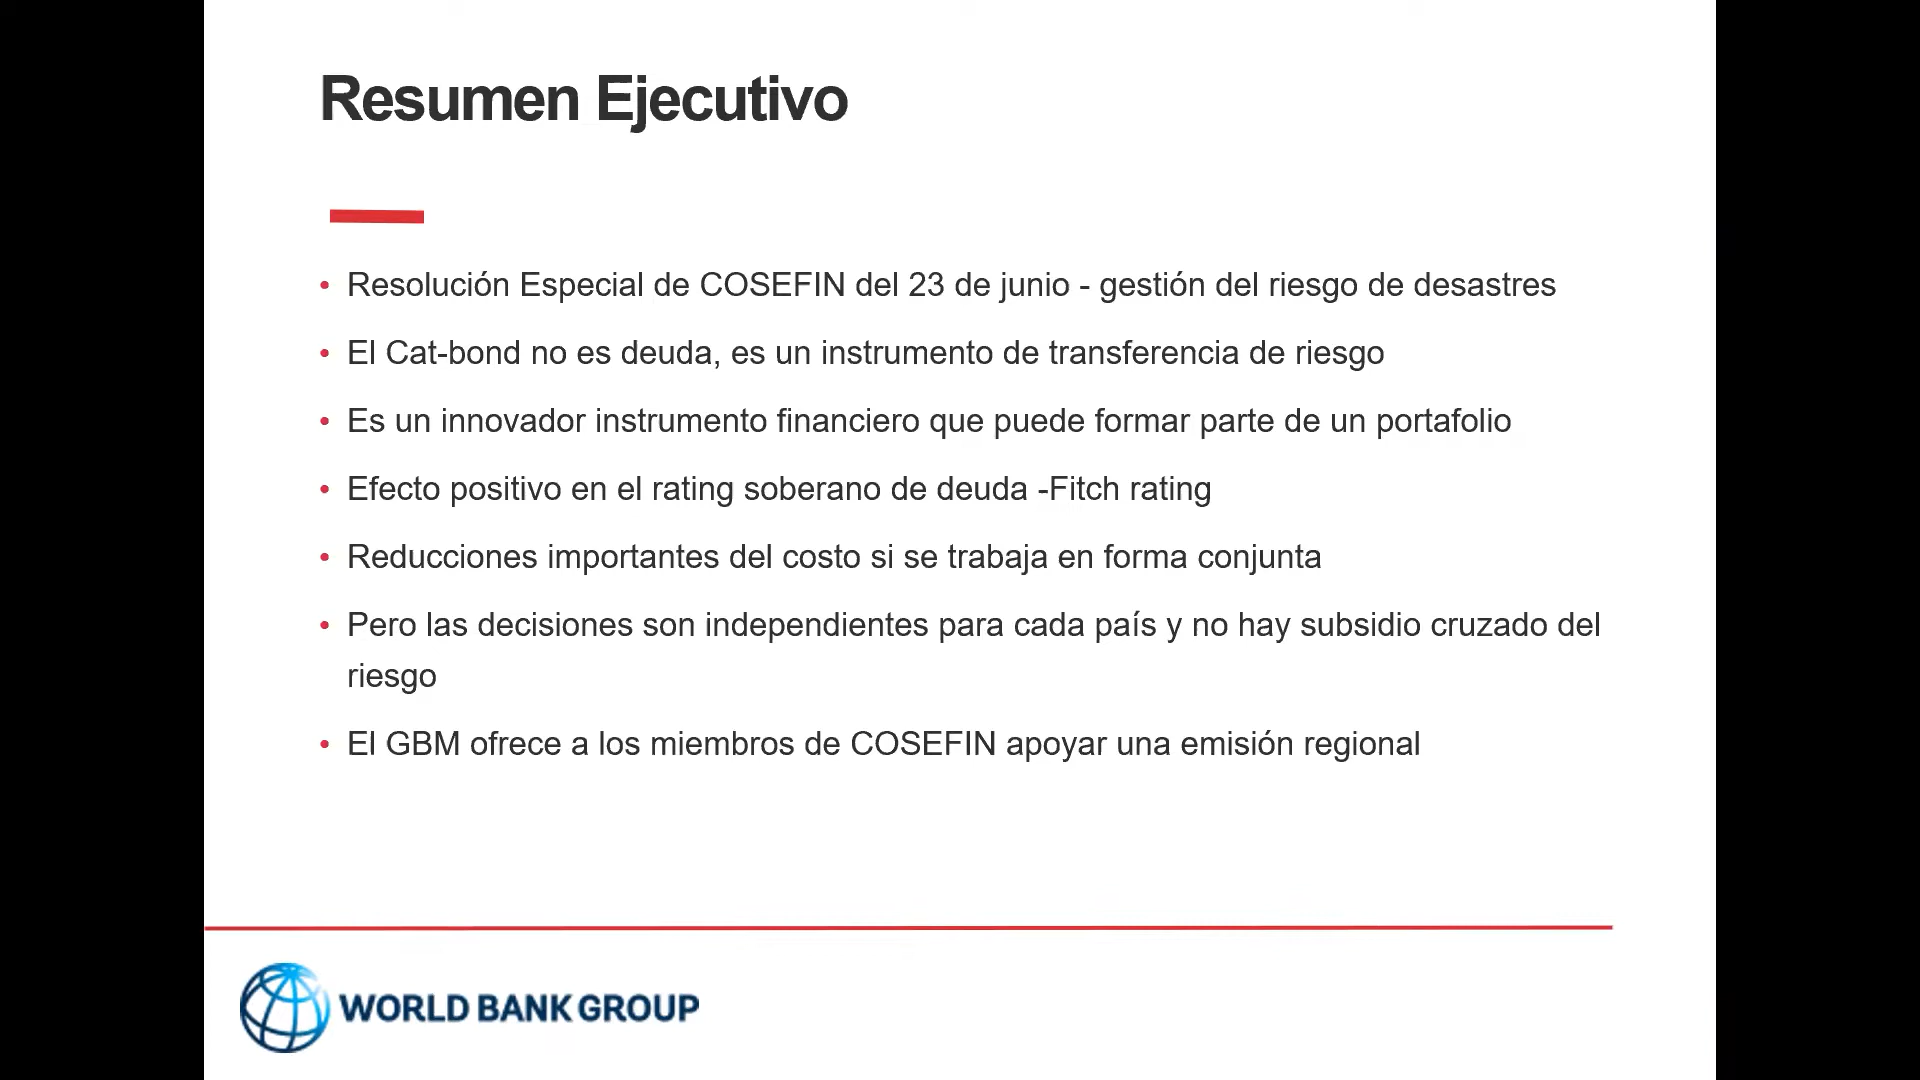 Resumen Ejecutivo
• Resolución Especial de COSEFIN del 23 de junio - gestión del riesgo de desastres
• El Cat-bond no es deuda, es un instrumento de transferencia de riesgo
• Es un innovador instrumento financiero que puede formar parte de un portafolio
• Efecto positivo en el rating soberano de deuda -Fitch rating
• Reducciones importantes del costo si se trabaja en forma conjunta
• Pero las decisiones son independientes para cada país y no hay subsidio cruzado del
riesgo
• El GBM ofrece a los miembros de COSEFIN apoyar una emisión regional
WORLD BANK GROUP